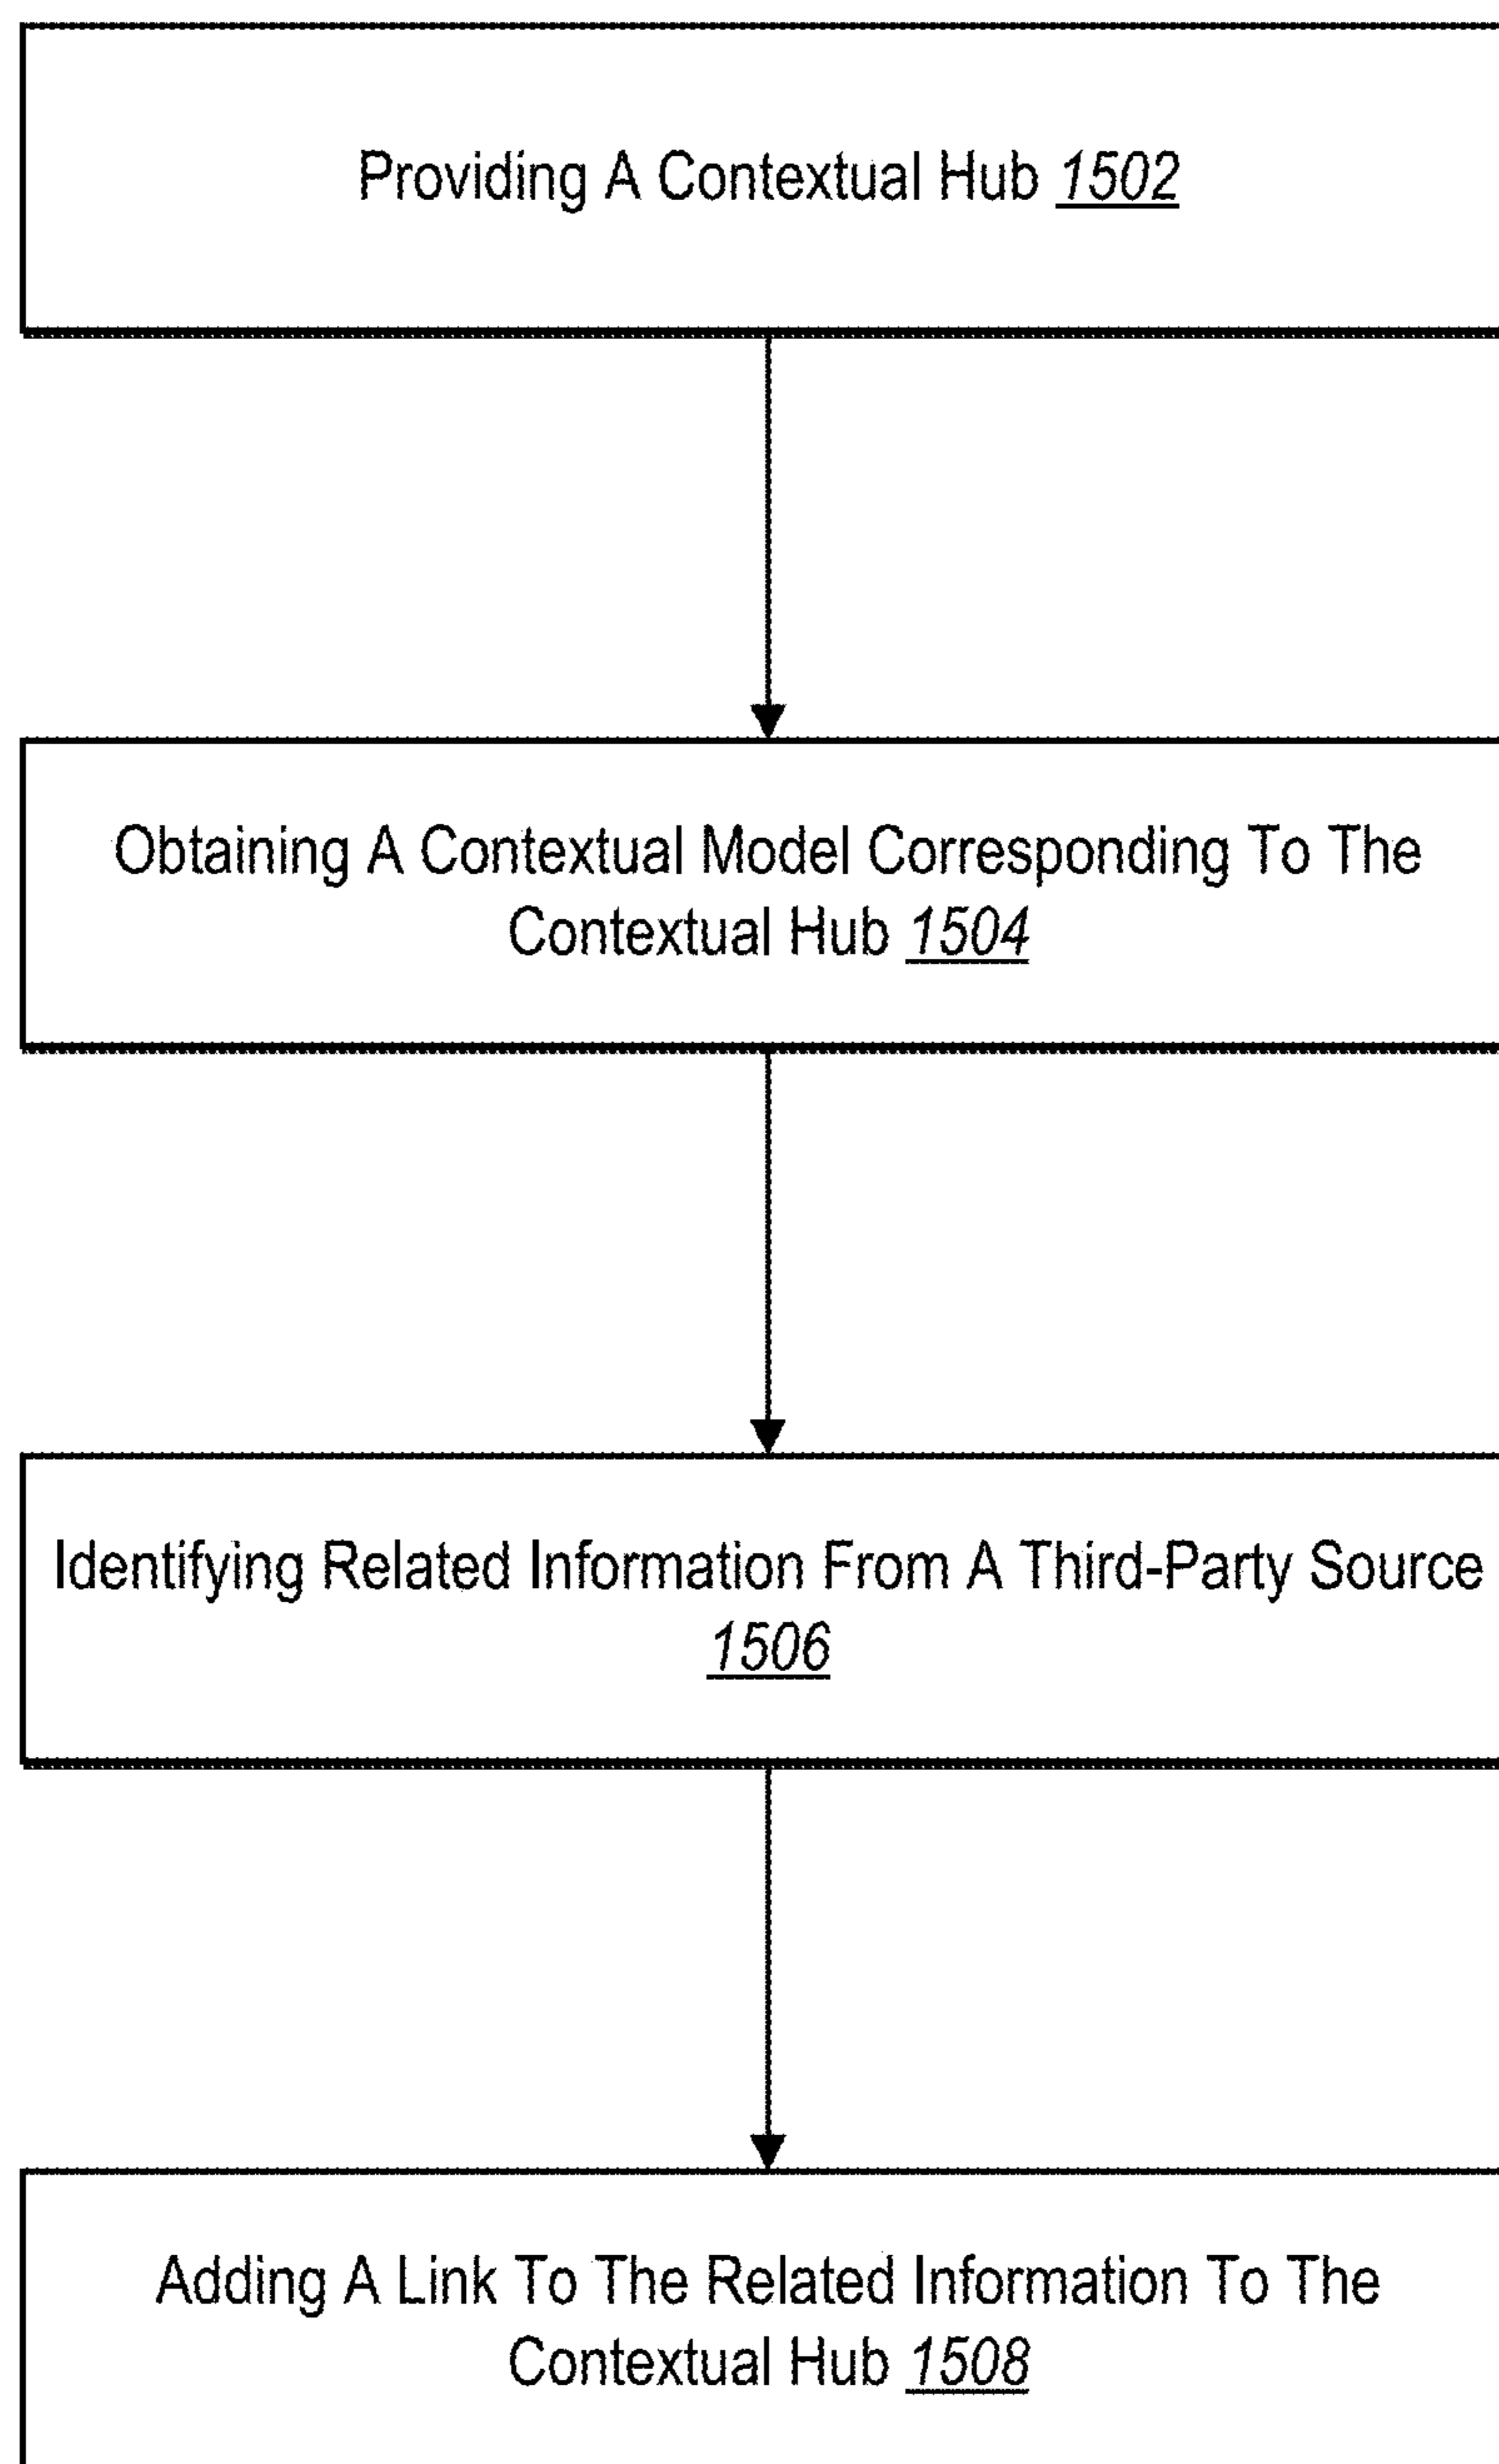 Providing A Contextual Hub 1502
Obtaining A Contextual Model Corresponding To The
Contextual Hub 1504
Identifying Related Information From A Third-Party Source
1506
Adding A Link To The Related Information To The
Contextual Hub 1508